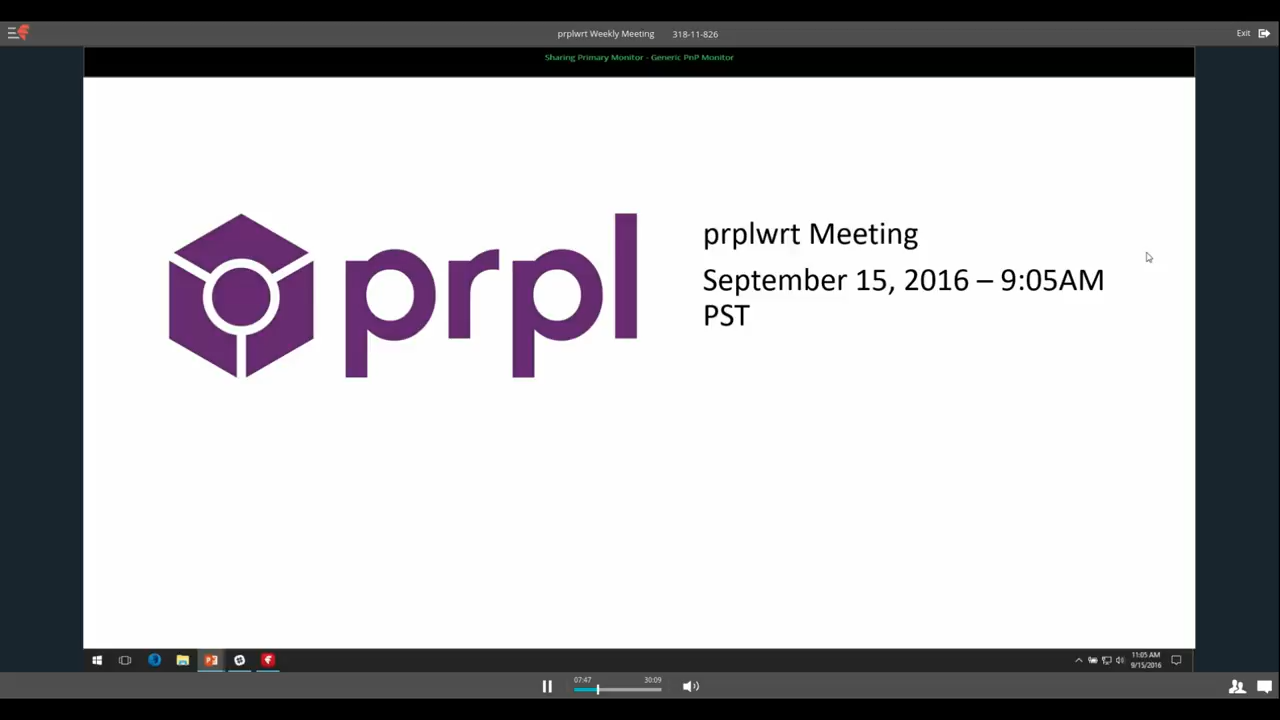 prplwrt Weekly Meeting 318-11-826
Exit
Sharing Primary Monitor - Generic PnP Monitor
prpl
prplwrt Meeting
September 15, 2016 – 9:05AM
PST
11:05 AM
9/15/2016
07:47
30:09